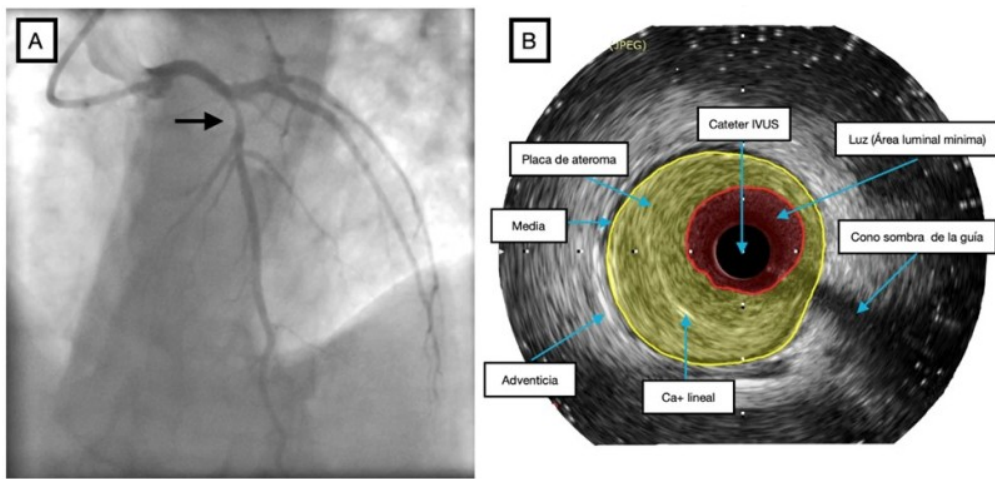 A
B
(JPEG)
Cateter IVUS
Luz (Área luminal mínima)
Placa de ateroma
Media
Cono sombra de la guía
Adventicia
Ca+ lineal